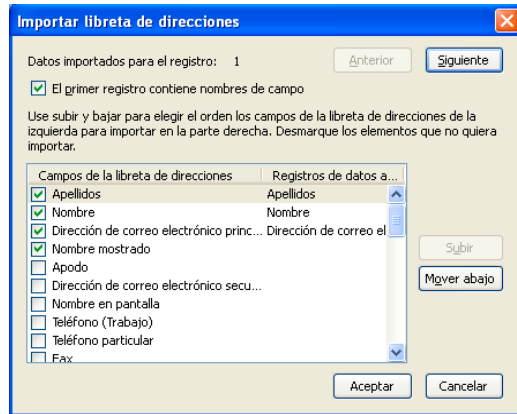 Importar libreta de direcciones
Datos importados para el registro: 1
Anterior
Siguiente
El primer registro contiene nombres de campo
Use subir y bajar para elegir el orden los campos de la libreta de direcciones de la
izquierda para importar en la parte derecha. Desmarque los elementos que no quiera
importar.
Campos de la libreta de direcciones Registros de datos a...
Apellidos Apellidos
Nombre Nombre
Dirección de correo electrónico princ... Dirección de correo el
Nombre mostrado
Apodo
Dirección de correo electrónico secu...
Nombre en pantalla
Teléfono (Trabajo)
Teléfono particular
Fax
Subir
Mover abajo
Aceptar
Cancelar